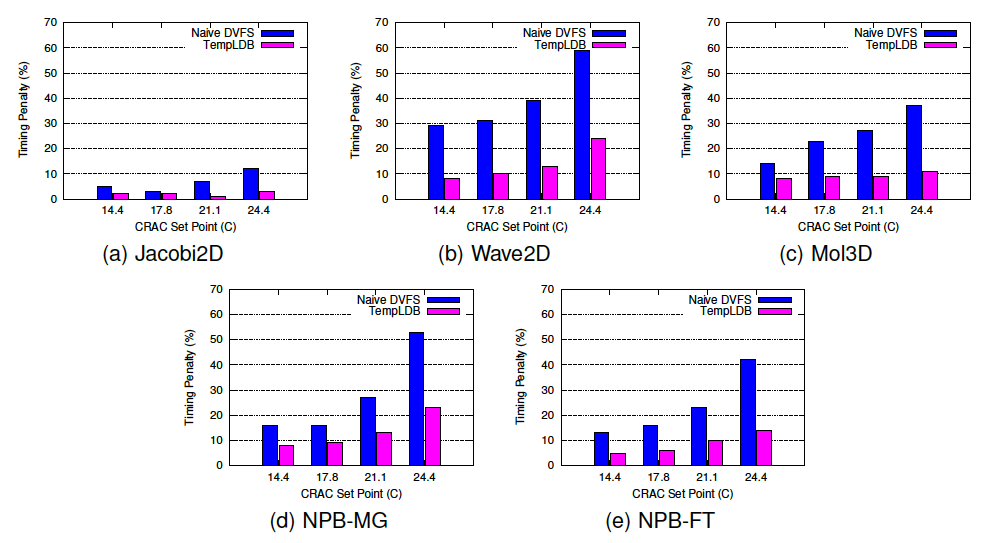 70
60
50
40
30
20
10
0
Timing Penalty (%)
Naive DVFS
TempLDB
14.4 17.8 21.1 24.4
CRAC Set Point (C)
(a) Jacobi2D
70
60
50
40
30
20
10
0
Timing Penalty (%)
Naive DVFS
TempLDB
14.4 17.8 21.1 24.4
CRAC Set Point (C)
(b) Wave2D
70
60
50
40
30
20
10
0
Timing Penalty (%)
Naive DVFS
TempLDB
14.4 17.8 21.1 24.4
CRAC Set Point (C)
(c) Mol3D
70
60
50
40
30
20
10
0
Timing Penalty (%)
Naive DVFS
TempLDB
14.4 17.8 21.1 24.4
CRAC Set Point (C)
(d) NPB-MG
70
60
50
40
30
20
10
0
Timing Penalty (%)
Naive DVFS
TempLDB
14.4 17.8 21.1 24.4
CRAC Set Point (C)
(e) NPB-FT